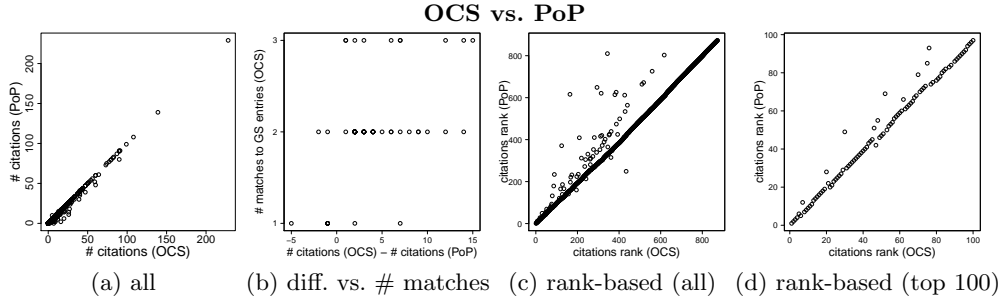 OCS vs. PoP
# citations (PoP)
0 50 100 150 200
0 50 100 200
# citations (OCS)
(a) all
# matches to GS entries (OCS)
1 2 3
−5 0 5 10 15
# citations (OCS) − # citations (PoP)
(b) diff. vs. # matches
citations rank (PoP)
0 200 400 600 800
0 200 400 600 800
citations rank (OCS)
(c) rank-based (all)
citations rank (PoP)
0 20 40 60 80 100
0 20 40 60 80 100
citations rank (OCS)
(d) rank-based (top 100)